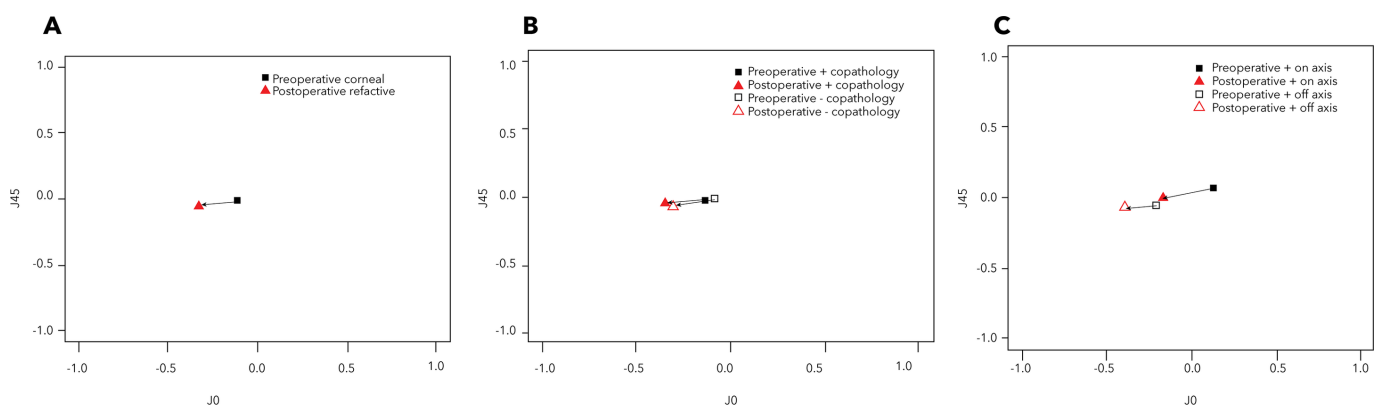 A
1.0
0.5
0.0
-0.5
-1.0
J45
-1.0
-0.5
0.0
0.5
1.0
J0
Preoperative corneal
Postoperative refactive
B
1.0
0.5
0.0
-0.5
-1.0
J45
-1.0
-0.5
0.0
0.5
1.0
J0
Preoperative + copathology
Postoperative + copathology
Preoperative - copathology
Postoperative - copathology
C
1.0
0.5
0.0
-0.5
-1.0
J45
-1.0
-0.5
0.0
0.5
1.0
J0
Preoperative + on axis
Postoperative + on axis
Preoperative + off axis
Postoperative + off axis